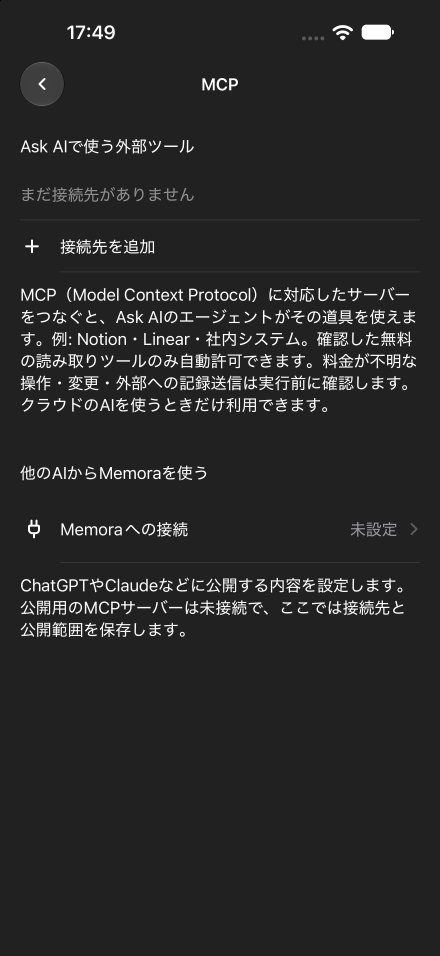 17:49
MCP
Ask AIで使う外部ツール
まだ接続先がありません
接続先を追加
MCP（Model Context Protocol）に対応したサーバー
をつなぐと、Ask AIのエージェントがその道具を使えま
す。例: Notion・Linear・社内システム。確認した無料
の読み取りツールのみ自動許可できます。料金が不明な
操作・変更・外部への記録送信は実行前に確認します。
クラウドのAIを使うときだけ利用できます。
他のAIからMemoraを使う
Memoraへの接続 未設定
ChatGPTやClaudeなどに公開する内容を設定します。
公開用のMCPサーバーは未接続で、ここでは接続先と
公開範囲を保存します。